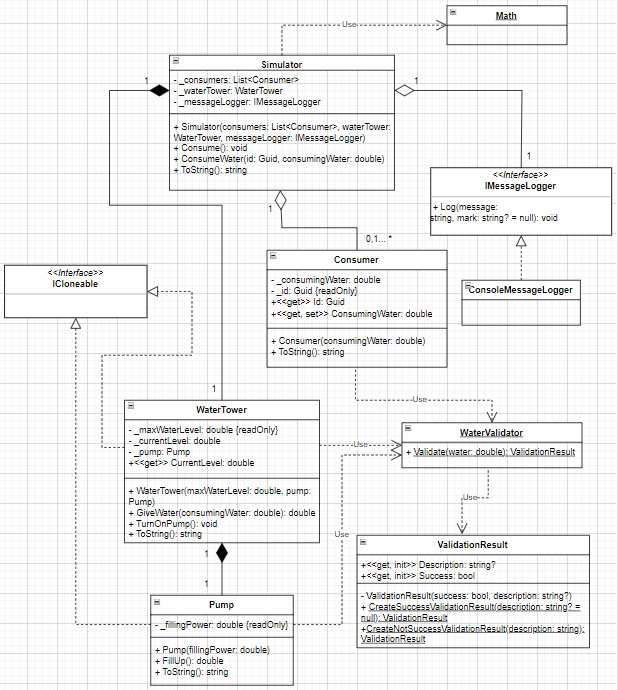 Math
Use
Simulator
- _consumers: List<Consumer>
- _waterTower: WaterTower
- _messageLogger: IMessageLogger
+ Simulator(consumers: List<Consumer>, waterTower:
WaterTower, messageLogger: IMessageLogger)
+ Consume(): void
+ ConsumeWater(id: Guid, consumingWater: double)
+ ToString(): string
1
1
1
<<Interface>>
IMessageLogger
+ Log(message:
string, mark: string? = null): void
1
0,1... *
Consumer
- _consumingWater: double
- _id: Guid {readOnly}
+<<get>> Id: Guid
+<<get, set>> ConsumingWater: double
+ Consumer(consumingWater: double)
+ ToString(): string
ConsoleMessageLogger
<<Interface>>
ICloneable
1
WaterTower
- _maxWaterLevel: double {readOnly}
- _currentLevel: double
- _pump: Pump
+<<get>> CurrentLevel: double
+ WaterTower(maxWaterLevel: double, pump:
Pump)
+ GiveWater(consumingWater: double): double
+ TurnOnPump(): void
+ ToString(): string
Use
Use
WaterValidator
+ Validate(water: double): ValidationResult
Use
Use
ValidationResult
+<<get, init>> Description: string?
+<<get, init>> Success: bool
- ValidationResult(success: bool, description: string?)
+ CreateSuccessValidationResult(description: string? =
null): ValidationResult
+CreateNotSuccessValidationResult(description: string):
ValidationResult
1
1
Pump
- _fillingPower: double {readOnly}
+ Pump(fillingPower: double)
+ FillUp(): double
+ ToString(): string